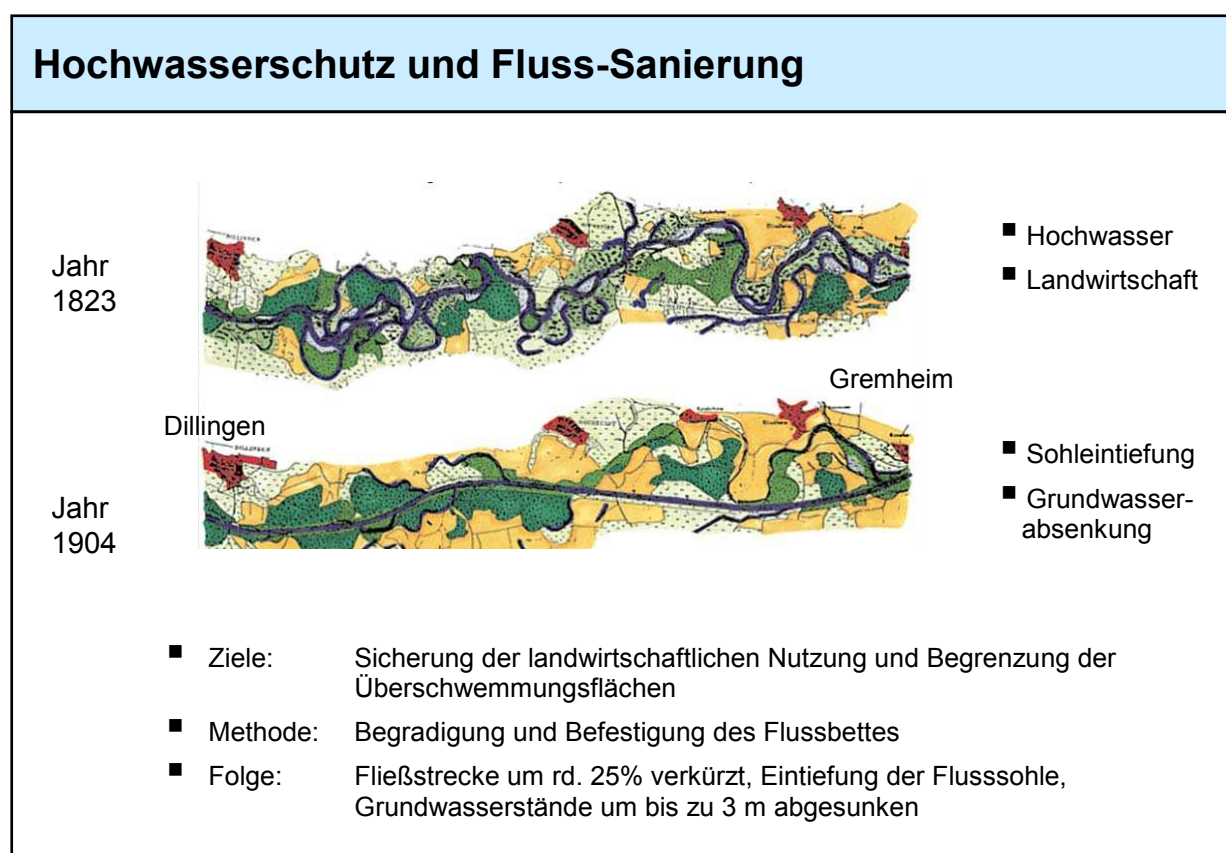 Hochwasserschutz und Fluss-Sanierung
Jahr
1823
▪ Hochwasser
▪ Landwirtschaft
Gremheim
Dillingen
DILLINGEN
Jahr
1904
▪ Sohleintiefung
▪ Grundwasser-
absenkung
▪ Ziele: Sicherung der landwirtschaftlichen Nutzung und Begrenzung der
Überschwemmungsflächen
▪ Methode: Begradigung und Befestigung des Flussbettes
▪ Folge: Fließstrecke um rd. 25% verkürzt, Eintiefung der Flusssohle,
Grundwasserstände um bis zu 3 m abgesunken